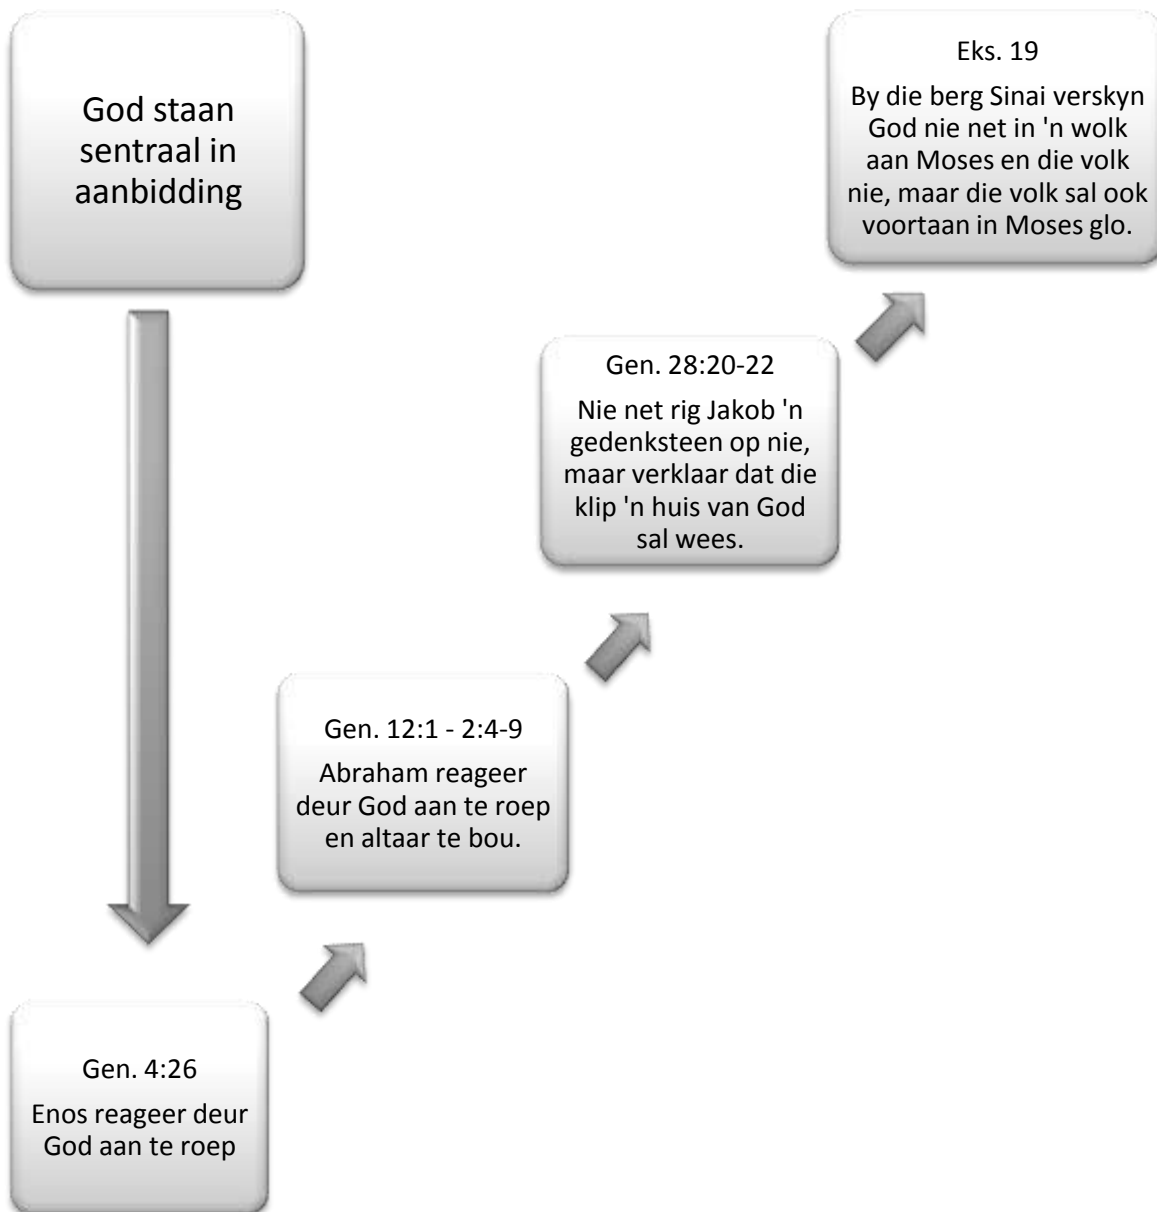 God staan
sentraal in
aanbidding
Eks. 19
By die berg Sinai verskyn
God nie net in 'n wolk
aan Moses en die volk
nie, maar die volk sal ook
voortaan in Moses glo.
Gen. 28:20-22
Nie net rig Jakob 'n
gedenksteen op nie,
maar verklaar dat die
klip 'n huis van God
sal wees.
Gen. 12:1 - 2:4-9
Abraham reageer
deur God aan te roep
en altaar te bou.
Gen. 4:26
Enos reageer deur
God aan te roep